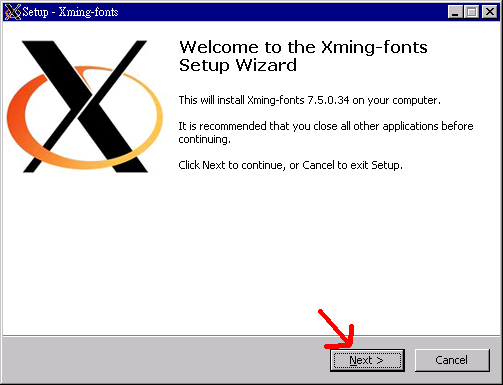 Setup - Xming-fonts
Welcome to the Xming-fonts
Setup Wizard
This will install Xming-fonts 7.5.0.34 on your computer.
It is recommended that you close all other applications before
continuing.
Click Next to continue, or Cancel to exit Setup.
Next >
Cancel